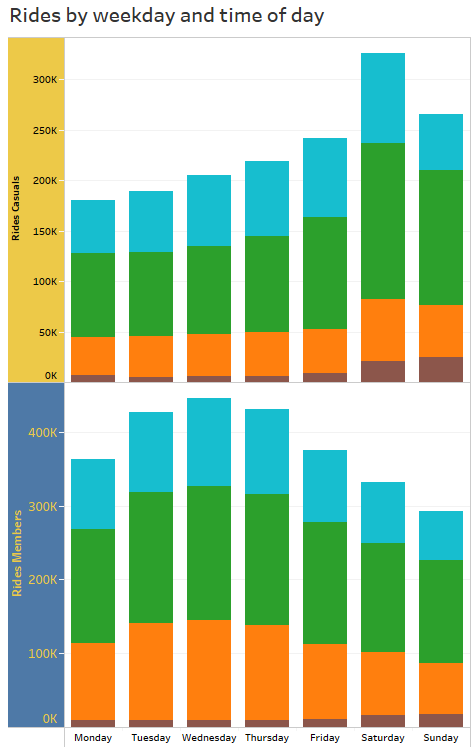 Rides by weekday and time of day
Rides Casuals
300K
250K
200K
150K
100K
50K
0K
Rides Members
400K
300K
200K
100K
0K
Monday Tuesday Wednesday Thursday Friday Saturday Sunday